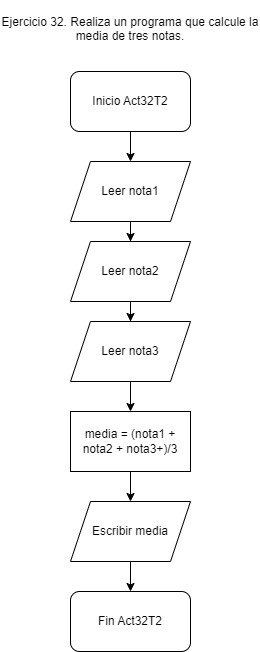 Ejercicio 32. Realiza un programa que calcule la
media de tres notas.
Inicio Act32T2
Leer nota1
Leer nota2
Leer nota3
media = (nota1 +
nota2 + nota3+)/3
Escribir media
Fin Act32T2